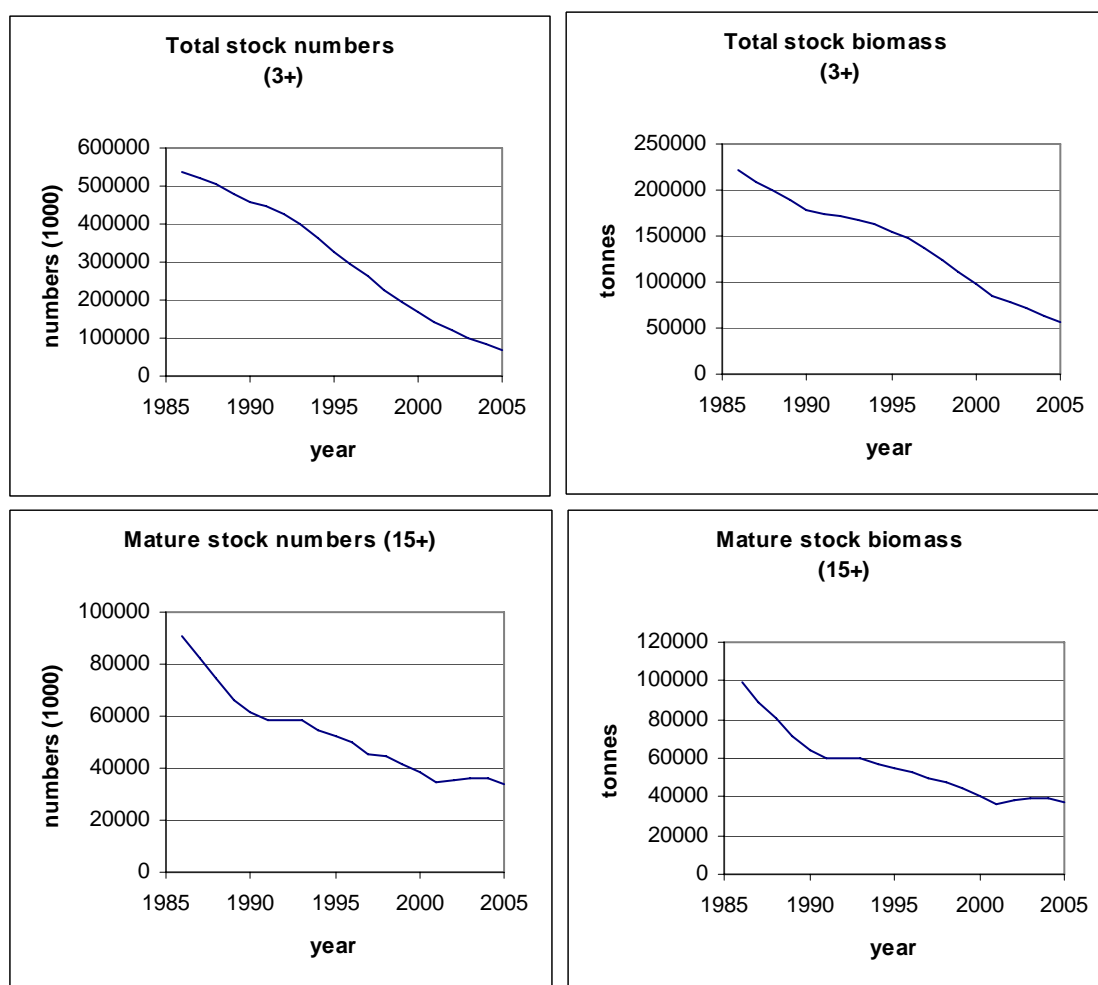 Total stock numbers
(3+)
600000
500000
400000
300000
200000
100000
0
1985 1990 1995 2000 2005
numbers (1000)
year
Total stock biomass
(3+)
250000
200000
150000
100000
50000
0
1985 1990 1995 2000 2005
tonnes
year
Mature stock numbers (15+)
100000
80000
60000
40000
20000
0
1985 1990 1995 2000 2005
numbers (1000)
year
Mature stock biomass
(15+)
120000
100000
80000
60000
40000
20000
0
1985 1990 1995 2000 2005
tonnes
year